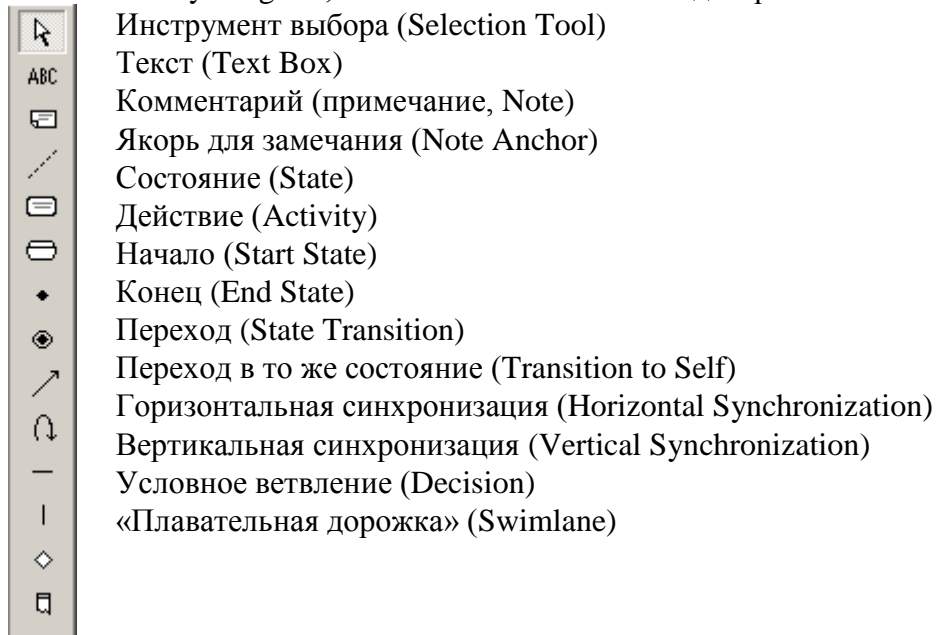 Инструмент выбора (Selection Tool)
ABC
Текст (Text Box)
Комментарий (примечание, Note)
Якорь для замечания (Note Anchor)
Состояние (State)
Действие (Activity)
Начало (Start State)
Конец (End State)
Переход (State Transition)
Переход в то же состояние (Transition to Self)
Горизонтальная синхронизация (Horizontal Synchronization)
Вертикальная синхронизация (Vertical Synchronization)
Условное ветвление (Decision)
«Плавательная дорожка» (Swimlane)